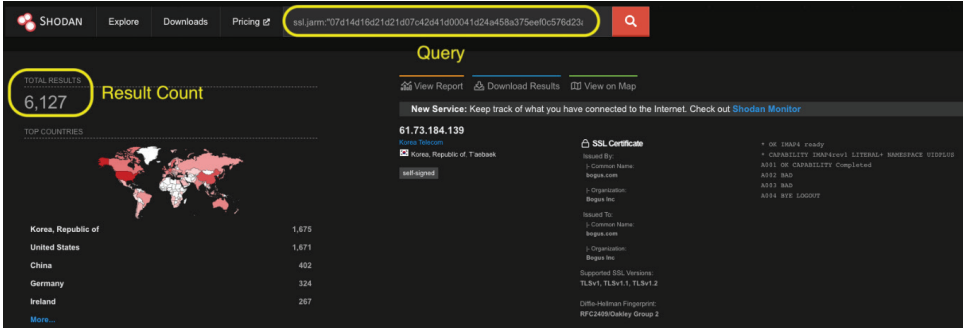 SHODAN Explore Downloads Pricing ssl.jarm:"07d14d16d21d21d07c42d41d00041d24a458a375eef0c576d23a
Query
TOTAL RESULTS
6,127
Result Count
View Report Download Results View on Map
New Service: Keep track of what you have connected to the Internet. Check out Shodan Monitor
TOP COUNTRIES
Korea, Republic of 1,675
United States 1,671
China 402
Germany 324
Ireland 267
More...
61.73.184.139
Korea Telecom
Korea, Republic of, T'aebaek
self-signed
SSL Certificate
Issued By:
|- Common Name:
bogus.com
|- Organization:
Bogus Inc
Issued To:
|- Common Name:
bogus.com
|- Organization:
Bogus Inc
Supported SSL Versions:
TLSv1, TLSv1.1, TLSv1.2
Diffie-Hellman Fingerprint:
RFC2409/Oakley Group 2
* OK IMAP4 ready
* CAPABILITY IMAP4rev1 LITERAL+ NAMESPACE UIDPLUS
A001 OK CAPABILITY Completed
A002 BAD
A003 BAD
A004 BYE LOGOUT